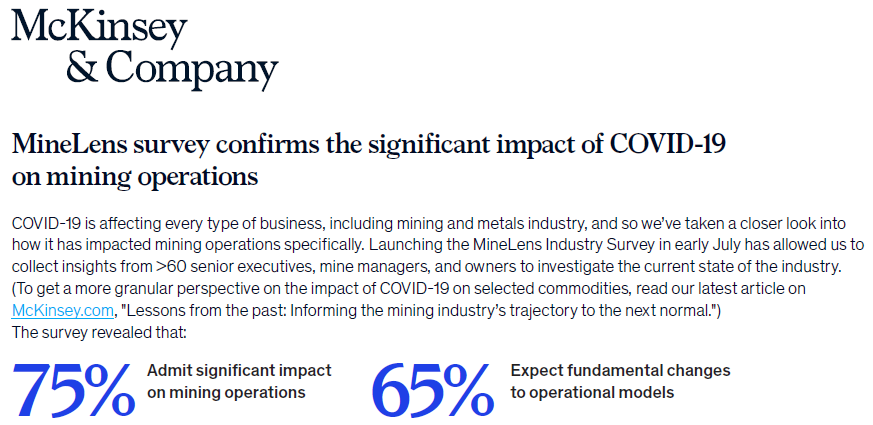 McKinsey
& Company
MineLens survey confirms the significant impact of COVID-19
on mining operations
COVID-19 is affecting every type of business, including mining and metals industry, and so we’ve taken a closer look into
how it has impacted mining operations specifically. Launching the MineLens Industry Survey in early July has allowed us to
collect insights from >60 senior executives, mine managers, and owners to investigate the current state of the industry.
(To get a more granular perspective on the impact of COVID-19 on selected commodities, read our latest article on
McKinsey.com, "Lessons from the past: Informing the mining industry’s trajectory to the next normal.")
The survey revealed that:
75% Admit significant impact
on mining operations
65% Expect fundamental changes
to operational models